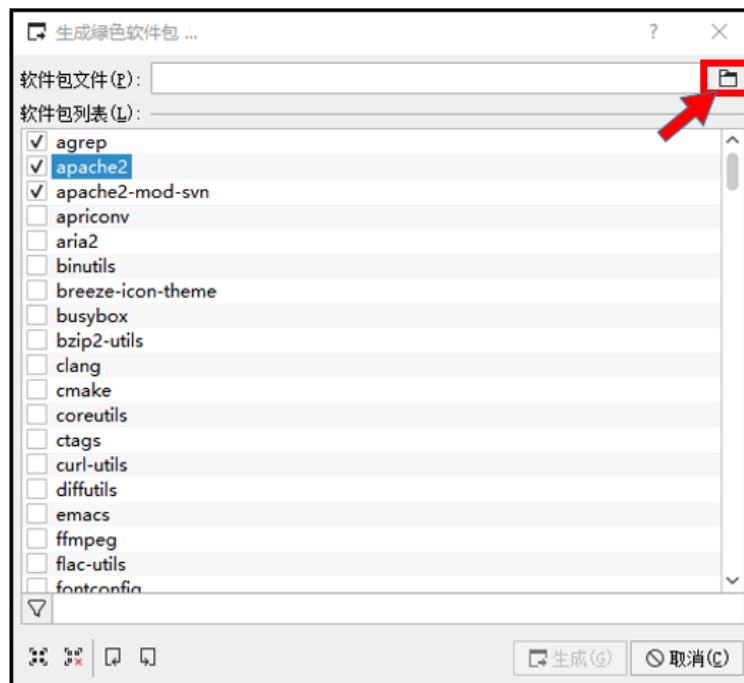 生成绿色软件包 ...
软件包文件(P):
软件包列表(L):
agrep
apache2
apache2-mod-svn
apriconv
aria2
binutils
breeze-icon-theme
busybox
bzip2-utils
clang
cmake
coreutils
ctags
curl-utils
diffutils
emacs
ffmpeg
flac-utils
fontconfig
生成(G) 取消(C)